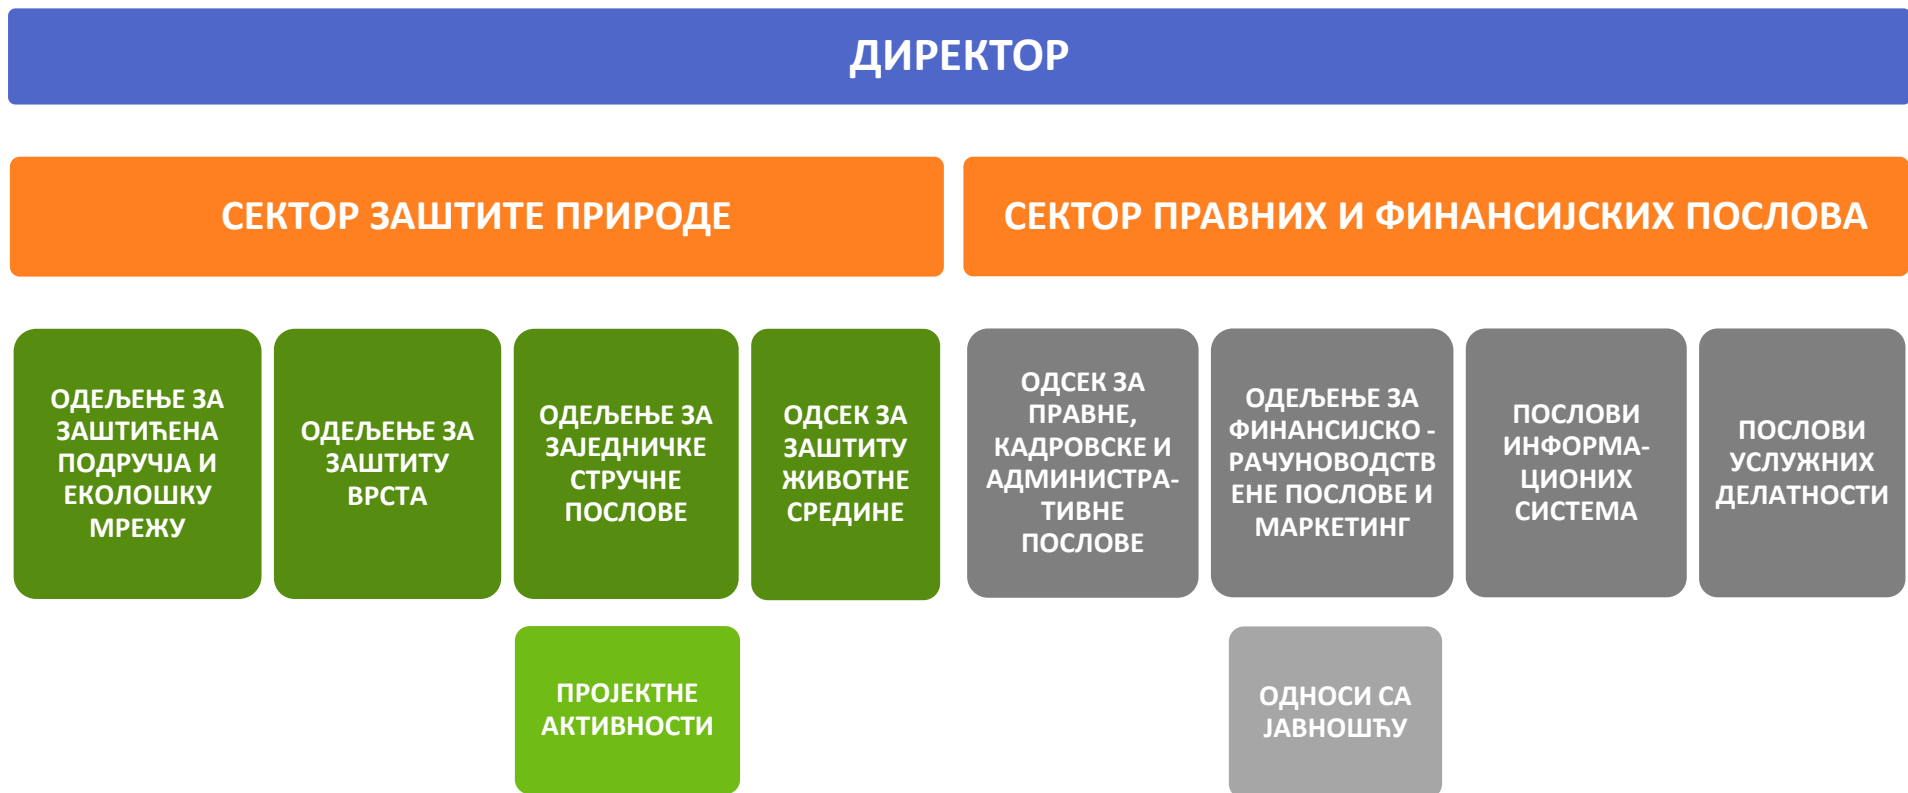 ДИРЕКТОР
СЕКТОР ЗАШТИТЕ ПРИРОДЕ
СЕКТОР ПРАВНИХ И ФИНАНСИЈСКИХ ПОСЛОВА
ОДЕЉЕЊЕ ЗА
ЗАШТИЋЕНА
ПОДРУЧЈА И
ЕКОЛОШКУ
МРЕЖУ
ОДЕЉЕЊЕ ЗА
ЗАШТИТУ
ВРСТА
ОДЕЉЕЊЕ ЗА
ЗАЈЕДНИЧКЕ
СТРУЧНЕ
ПОСЛОВЕ
ОДСЕК ЗА
ЗАШТИТУ
ЖИВОТНЕ
СРЕДИНЕ
ОДСЕК ЗА
ПРАВНЕ,
КАДРОВСКЕ И
АДМИНИСТРА-
ТИВНЕ
ПОСЛОВЕ
ОДЕЉЕЊЕ ЗА
ФИНАНСИЈСКО -
РАЧУНОВОДСТВ
ЕНЕ ПОСЛОВЕ И
МАРКЕТИНГ
ПОСЛОВИ
ИНФОРМА-
ЦИОНИХ
СИСТЕМА
ПОСЛОВИ
УСЛУЖНИХ
ДЕЛАТНОСТИ
ПРОЈЕКТНЕ
АКТИВНОСТИ
ОДНОСИ СА
ЈАВНОШЋУ